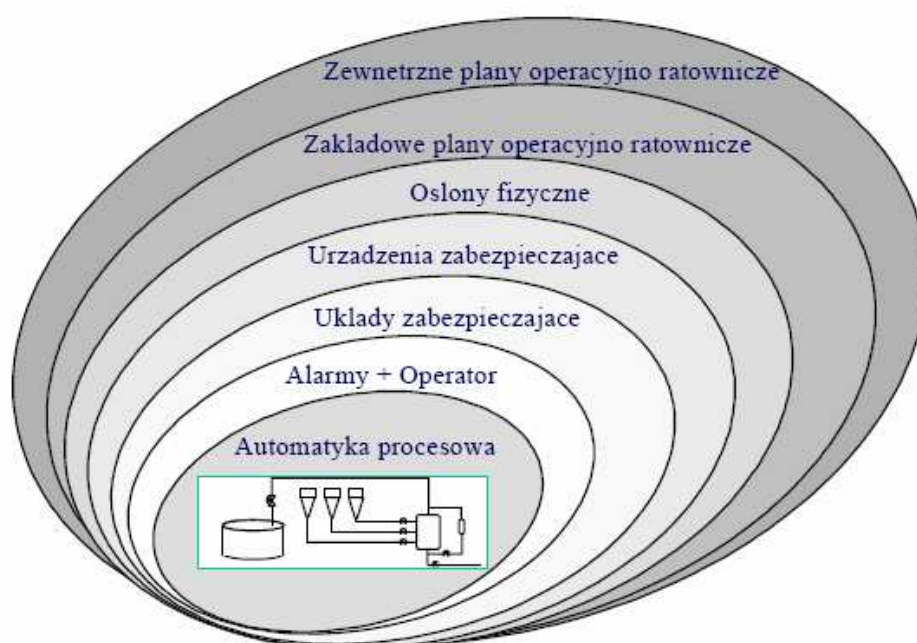 Zewnetrzne plany operacyjno ratownicze
Zakladowe plany operacyjno ratownicze
Oslony fizyczne
Urzadzenia zabezpieczajace
Uklady zabezpieczajace
Alarmy + Operator
Automatyka procesowa